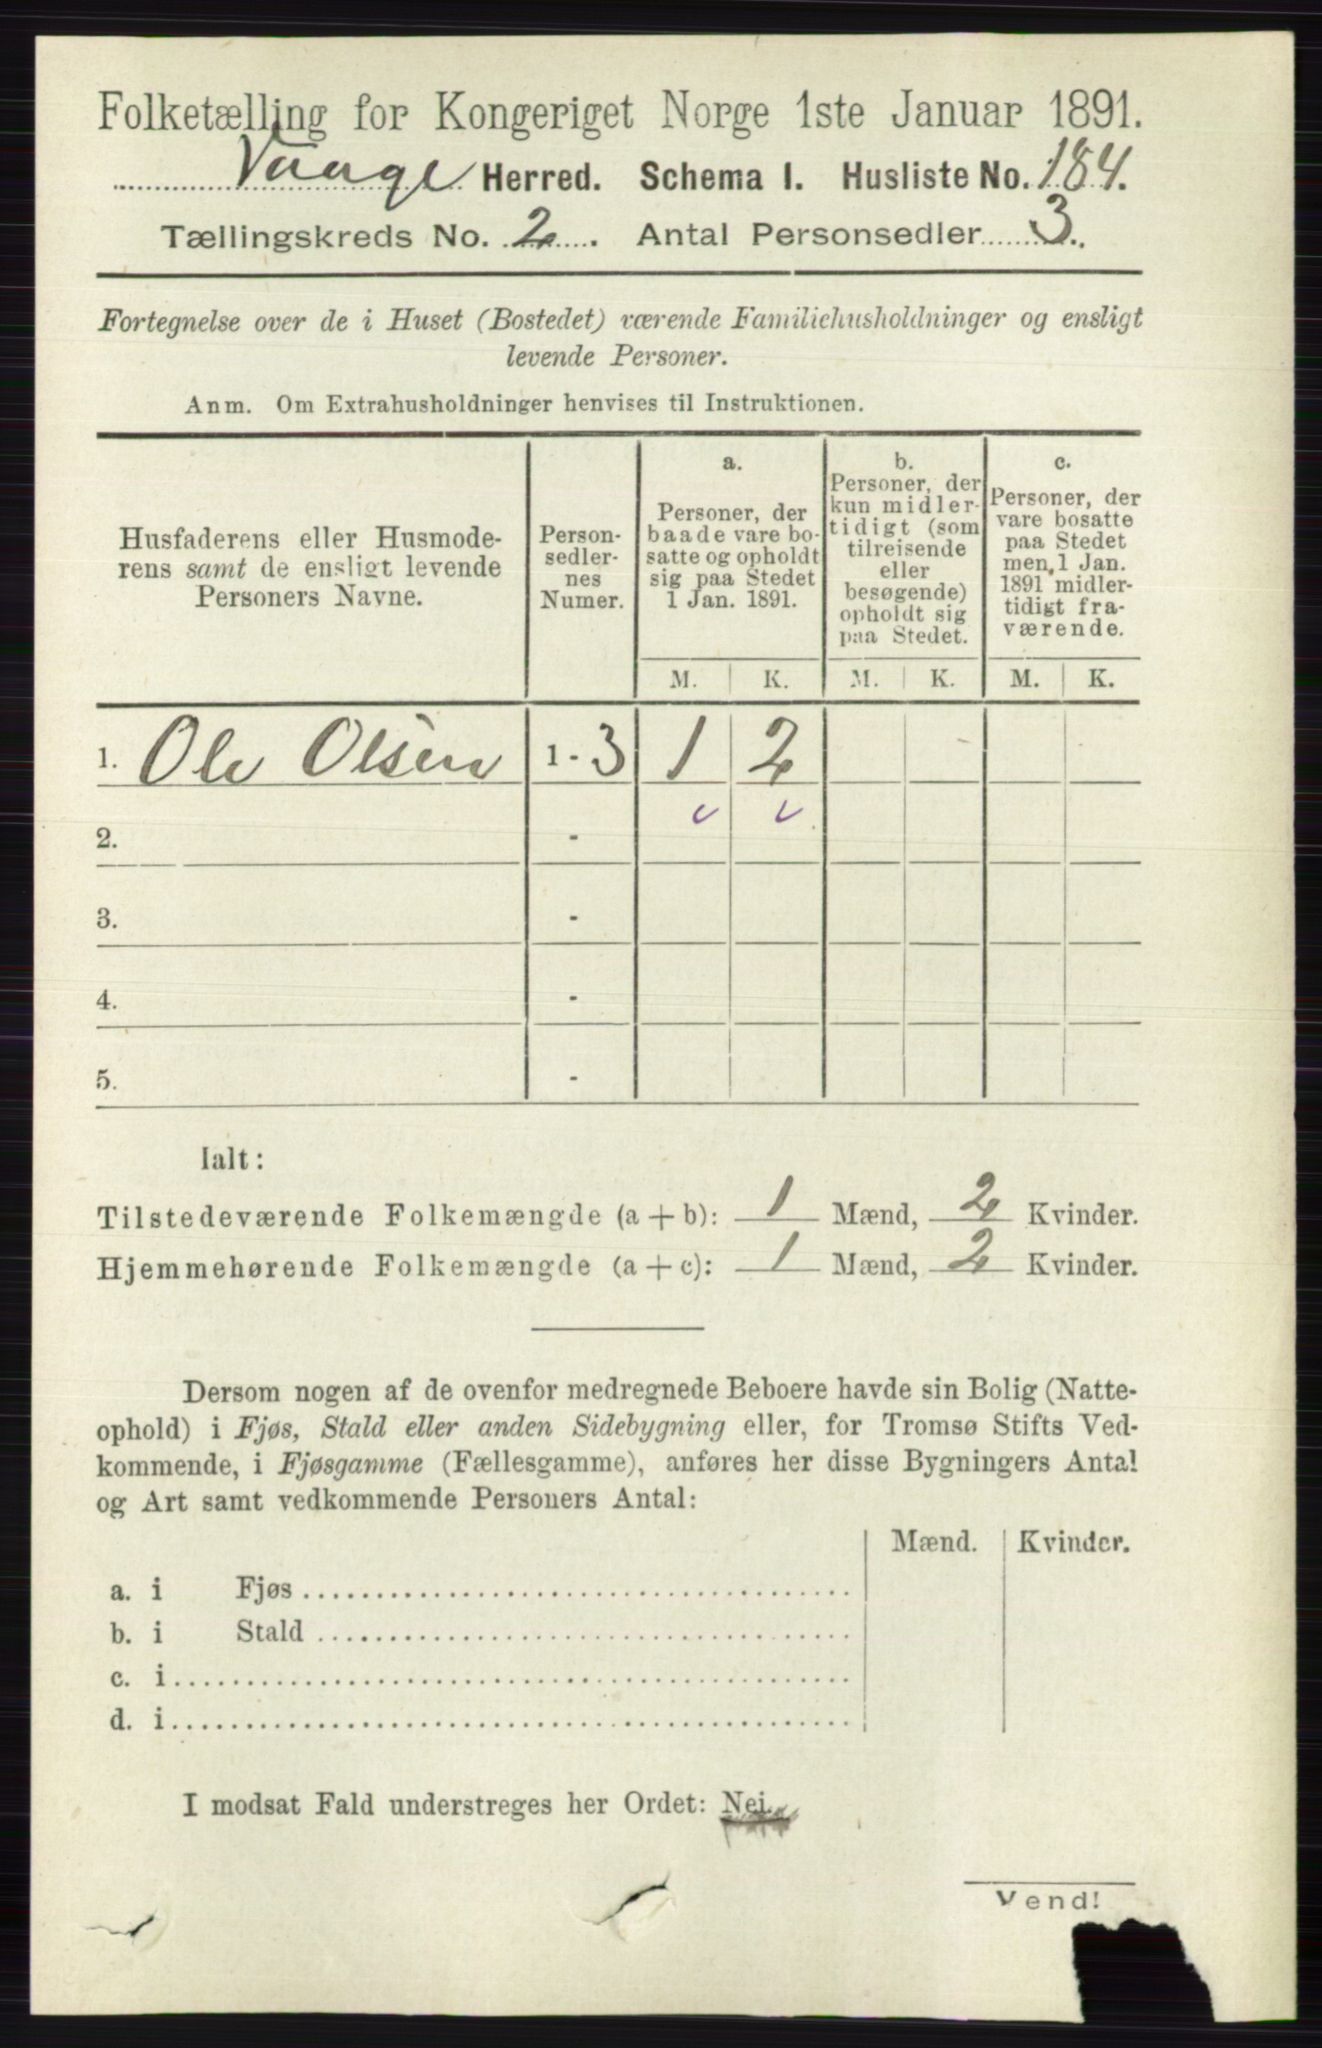 Folketælling for Kongeriget Norge 1ste Januar 1891.
Vaage Herred. Schema I. Husliste No. 184.
Tællingskreds No. 2. Antal Personsedler 3.
Fortegnelse over de i Huset (Bostedet) værende Familiehusholdninger og ensligt
levende Personer.
Anm. Om Extrahusholdninger henvises til Instruktionen.
Husfaderens eller Husmode-
rens samt de ensligt levende
Personers Navne.
Person-
sedler-
nes
Numer.
a.
Personer, der
baade vare bo-
satte og opholdt
sig paa Stedet
1 Jan. 1891.
b.
Personer, der
kun midler-
tidigt (som
tilreisende
eller
besøgende)
opholdt sig
paa Stedet.
c.
Personer, der
vare bosatte
paa Stedet
men 1 Jan.
1891 midler-
tidigt fra-
værende.
M. K. M. K. M. K.
1. Ole Olsen 1 - 3 1 2
2. -
3. -
4. -
5. -
Ialt:
Tilstedeværende Folkemængde (a + b): 1 Mænd, 2 Kvinder.
Hjemmehørende Folkemængde (a + c): 1 Mænd, 2 Kvinder.
Dersom nogen af de ovenfor medregnede Beboere havde sin Bolig (Natte-
ophold) i Fjøs, Stald eller anden Sidebygning eller, for Tromsø Stifts Ved-
kommende, i Fjøsgamme (Fællesgamme), anføres her disse Bygningers Antal
og Art samt vedkommende Personers Antal:
Mænd. Kvinder.
a. i Fjøs
b. i Stald
c. i
d. i
I modsat Fald understreges her Ordet: Nei.
Vend!